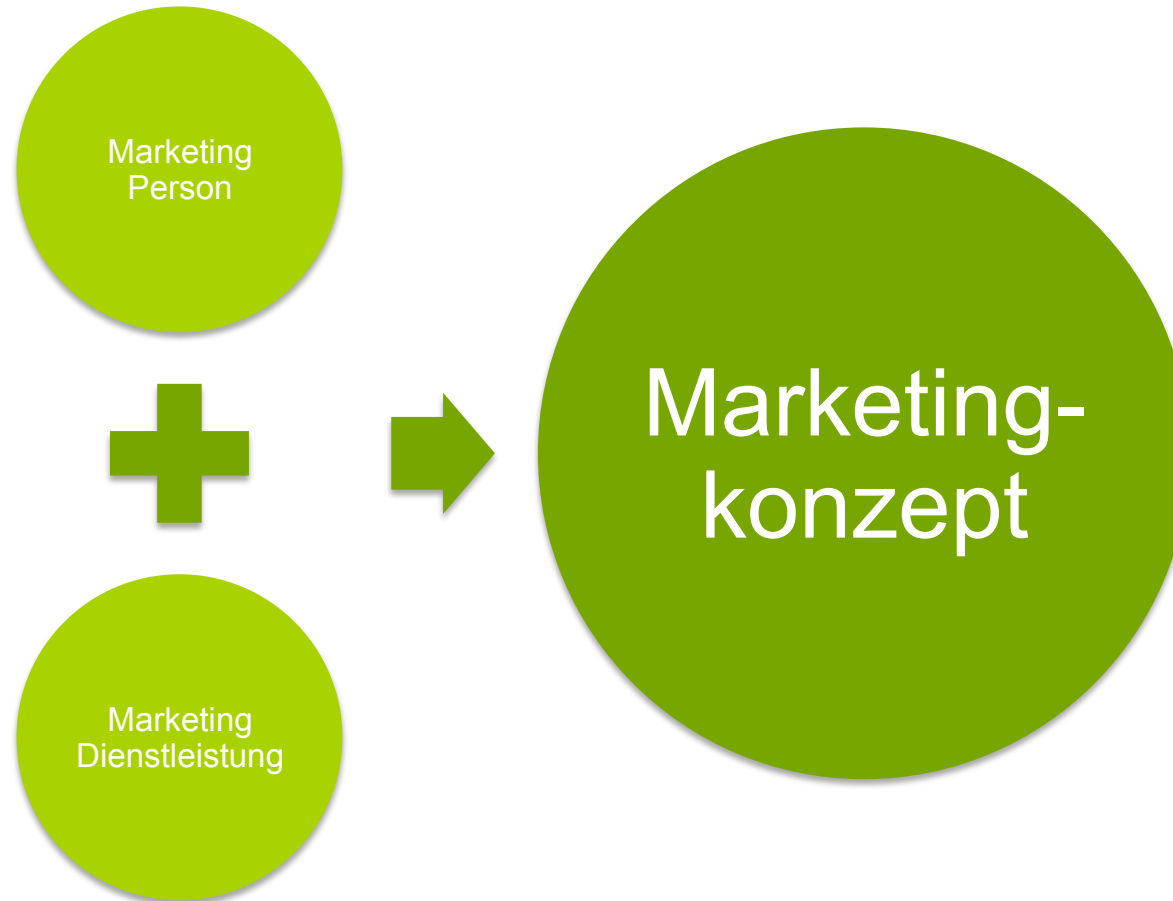 Marketing
Person
Marketing-
konzept
Marketing
Dienstleistung